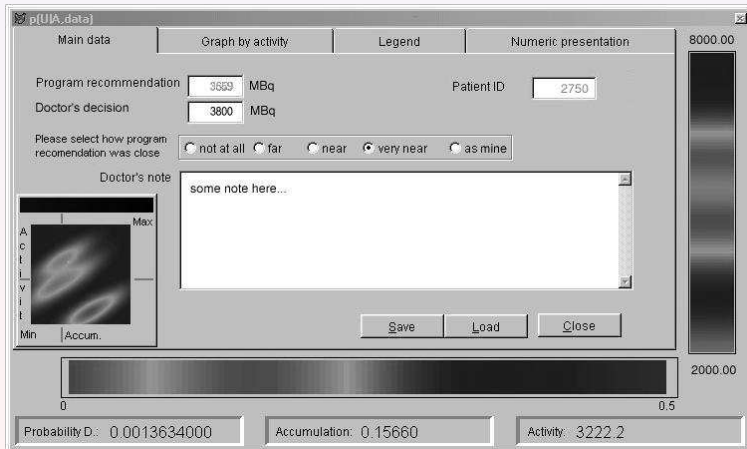 p[U|A,data]
Main data Graph by activity Legend Numeric presentation 8000.00
Program recommendation 3669 MBq Patient ID 2750
Doctor's decision 3800 MBq
Please select how program
recomendation was close
not at all far near very near as mine
Doctor's note
some note here...
Max
Activit
Min Accum.
Save Load Close
2000.00
0 0.5
Probability D.: 0.0013634000 Accumulation: 0.15660 Activity: 3222.2